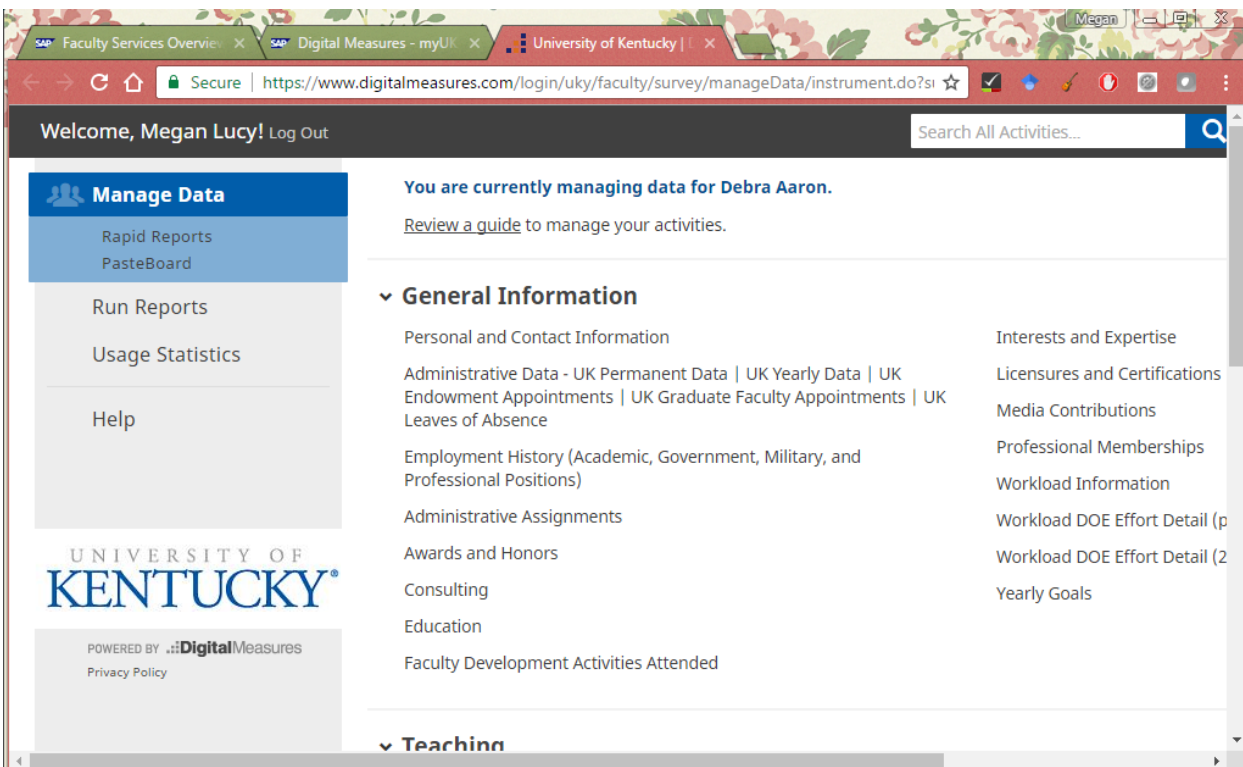 Megan
Faculty Services Overview
Digital Measures - myUK
University of Kentucky |
Secure | https://www.digitalmeasures.com/login/uky/faculty/survey/manageData/instrument.do?su
Welcome, Megan Lucy! Log Out
Search All Activities...
Manage Data
Rapid Reports
PasteBoard
Run Reports
Usage Statistics
Help
UNIVERSITY OF
KENTUCKY®
POWERED BY .::DigitalMeasures
Privacy Policy
You are currently managing data for Debra Aaron.
Review a guide to manage your activities.
General Information
Personal and Contact Information
Administrative Data - UK Permanent Data | UK Yearly Data | UK
Endowment Appointments | UK Graduate Faculty Appointments | UK
Leaves of Absence
Employment History (Academic, Government, Military, and
Professional Positions)
Administrative Assignments
Awards and Honors
Consulting
Education
Faculty Development Activities Attended
Interests and Expertise
Licensures and Certifications
Media Contributions
Professional Memberships
Workload Information
Workload DOE Effort Detail (p
Workload DOE Effort Detail (2
Yearly Goals
Teaching